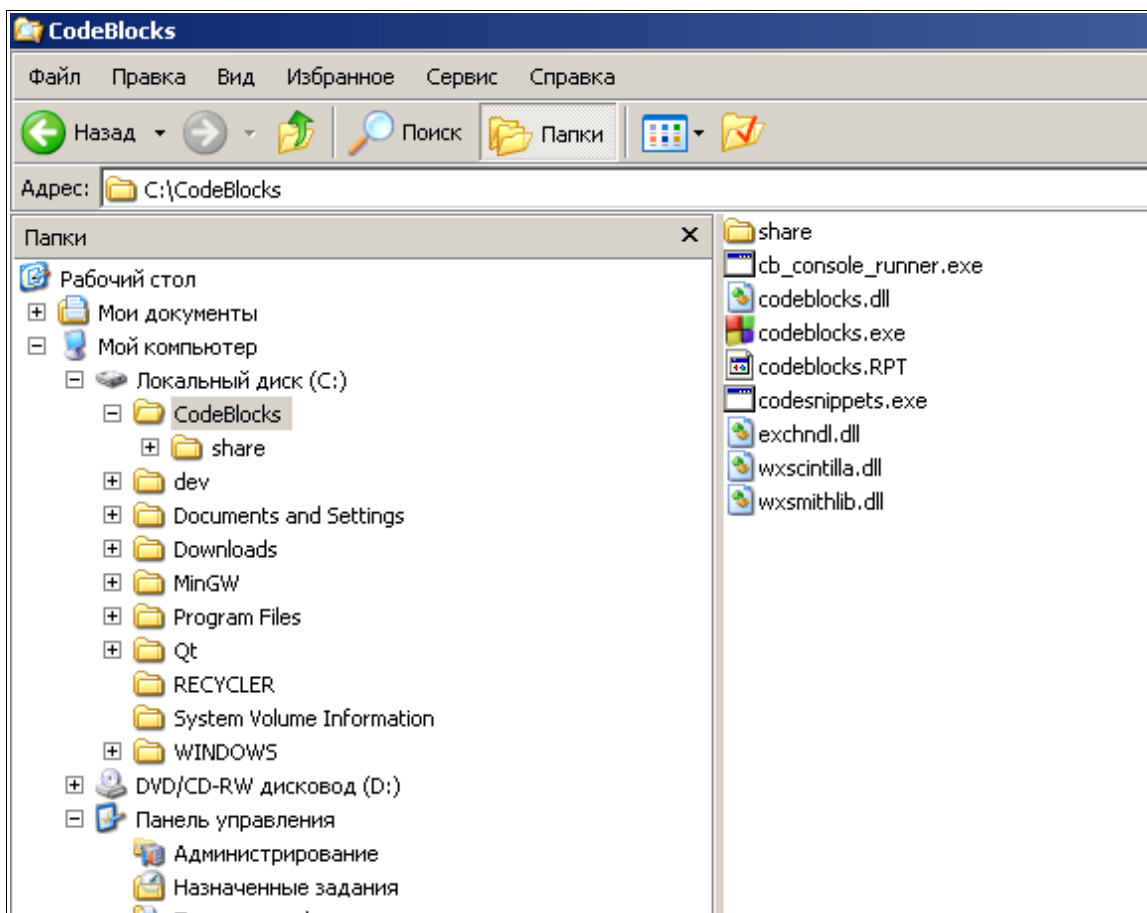 CodeBlocks
Файл Правка Вид Избранное Сервис Справка
Назад Поиск Папки
Адрес: C:\CodeBlocks
Папки
Рабочий стол
Мои документы
Мой компьютер
Локальный диск (C:)
CodeBlocks
share
dev
Documents and Settings
Downloads
MinGW
Program Files
Qt
RECYCLER
System Volume Information
WINDOWS
DVD/CD-RW дисковод (D:)
Панель управления
Администрирование
Назначенные задания
share
cb_console_runner.exe
codeblocks.dll
codeblocks.exe
codeblocks.RPT
codesnippets.exe
exchndl.dll
wxscintilla.dll
wxsmithlib.dll